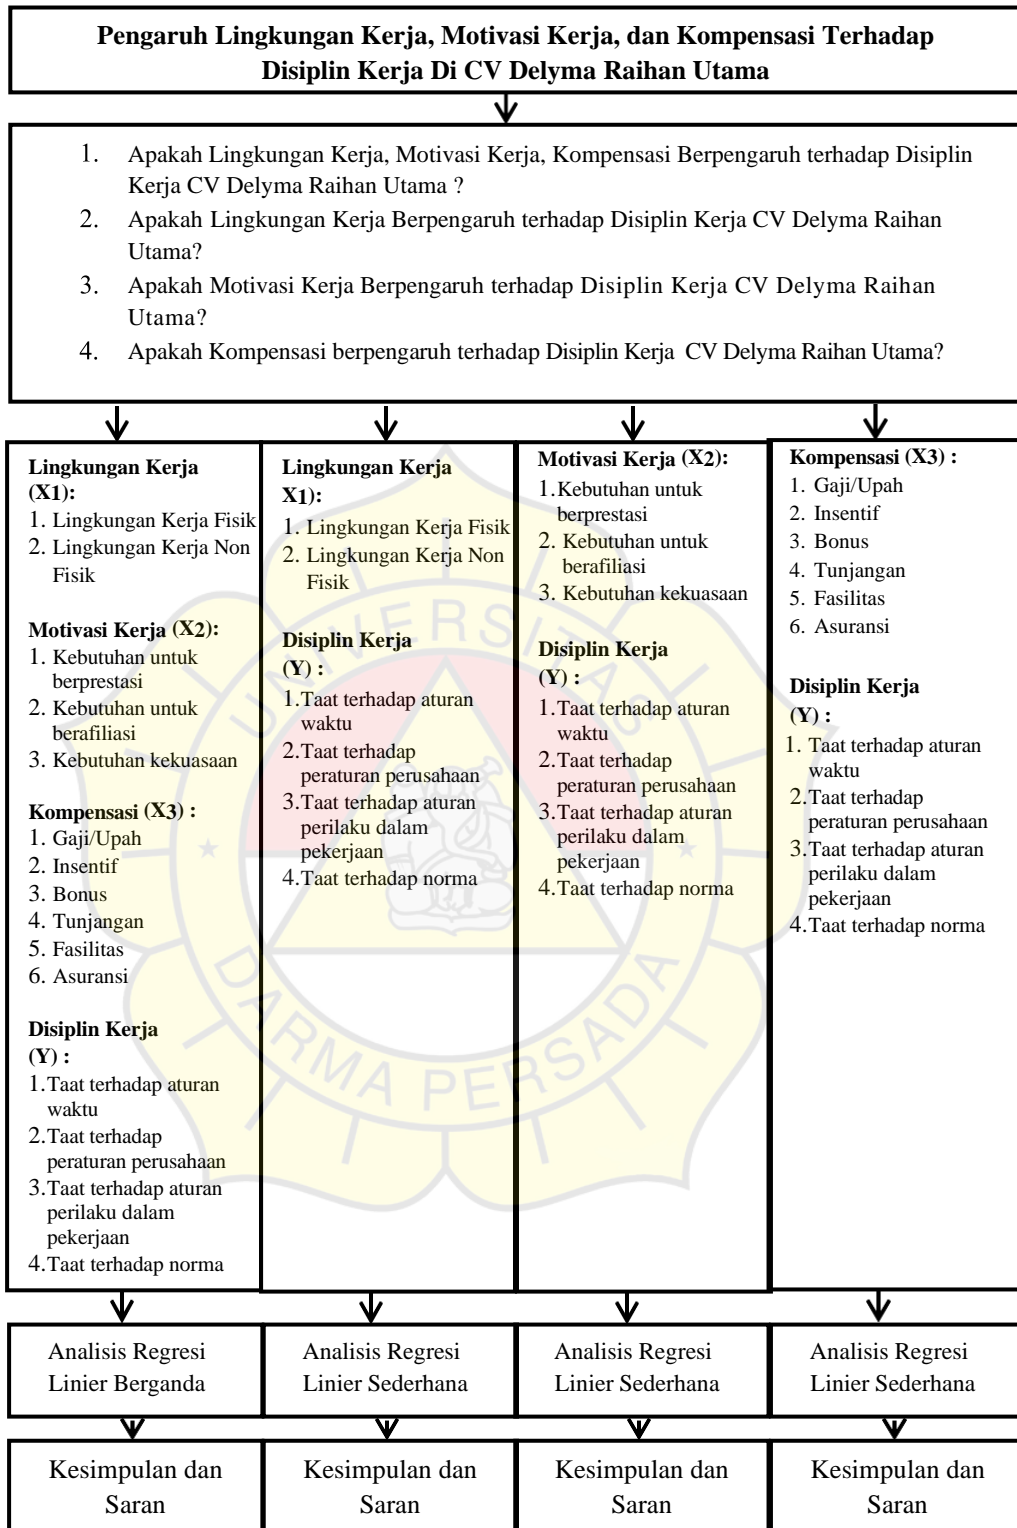 Pengaruh Lingkungan Kerja, Motivasi Kerja, dan Kompensasi Terhadap
Disiplin Kerja Di CV Delyma Raihan Utama
1. Apakah Lingkungan Kerja, Motivasi Kerja, Kompensasi Berpengaruh terhadap Disiplin
Kerja CV Delyma Raihan Utama ?
2. Apakah Lingkungan Kerja Berpengaruh terhadap Disiplin Kerja CV Delyma Raihan
Utama?
3. Apakah Motivasi Kerja Berpengaruh terhadap Disiplin Kerja CV Delyma Raihan
Utama?
4. Apakah Kompensasi berpengaruh terhadap Disiplin Kerja CV Delyma Raihan Utama?
Lingkungan Kerja
(X1):
1. Lingkungan Kerja Fisik
2. Lingkungan Kerja Non
Fisik
Motivasi Kerja (X2):
1. Kebutuhan untuk
berprestasi
2. Kebutuhan untuk
berafiliasi
3. Kebutuhan kekuasaan
Kompensasi (X3) :
1. Gaji/Upah
2. Insentif
3. Bonus
4. Tunjangan
5. Fasilitas
6. Asuransi
Disiplin Kerja
(Y) :
1.Taat terhadap aturan
waktu
2.Taat terhadap
peraturan perusahaan
3.Taat terhadap aturan
perilaku dalam
pekerjaan
4.Taat terhadap norma
Lingkungan Kerja
X1):
1. Lingkungan Kerja Fisik
2. Lingkungan Kerja Non
Fisik
Disiplin Kerja
(Y) :
1.Taat terhadap aturan
waktu
2.Taat terhadap
peraturan perusahaan
3.Taat terhadap aturan
perilaku dalam
pekerjaan
4.Taat terhadap norma
Motivasi Kerja (X2):
1.Kebutuhan untuk
berprestasi
2. Kebutuhan untuk
berafiliasi
3. Kebutuhan kekuasaan
Disiplin Kerja
(Y) :
1.Taat terhadap aturan
waktu
2.Taat terhadap
peraturan perusahaan
3.Taat terhadap aturan
perilaku dalam
pekerjaan
4.Taat terhadap norma
Kompensasi (X3) :
1. Gaji/Upah
2. Insentif
3. Bonus
4. Tunjangan
5. Fasilitas
6. Asuransi
Disiplin Kerja
(Y) :
1. Taat terhadap aturan
waktu
2.Taat terhadap
peraturan perusahaan
3.Taat terhadap aturan
perilaku dalam
pekerjaan
4.Taat terhadap norma
UNIVERSITAS
DARMA PERSADA
Analisis Regresi
Linier Berganda
Analisis Regresi
Linier Sederhana
Analisis Regresi
Linier Sederhana
Analisis Regresi
Linier Sederhana
Kesimpulan dan
Saran
Kesimpulan dan
Saran
Kesimpulan dan
Saran
Kesimpulan dan
Saran